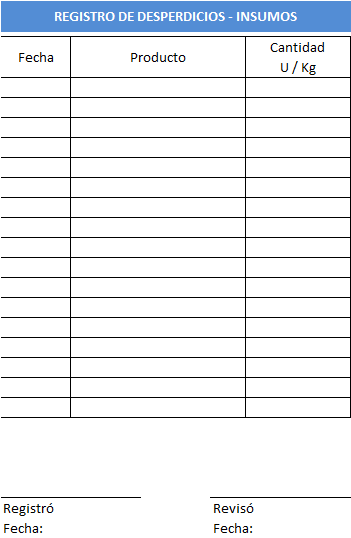 REGISTRO DE DESPERDICIOS - INSUMOS
Fecha Producto Cantidad
U / Kg
Registró Revisó
Fecha: Fecha: